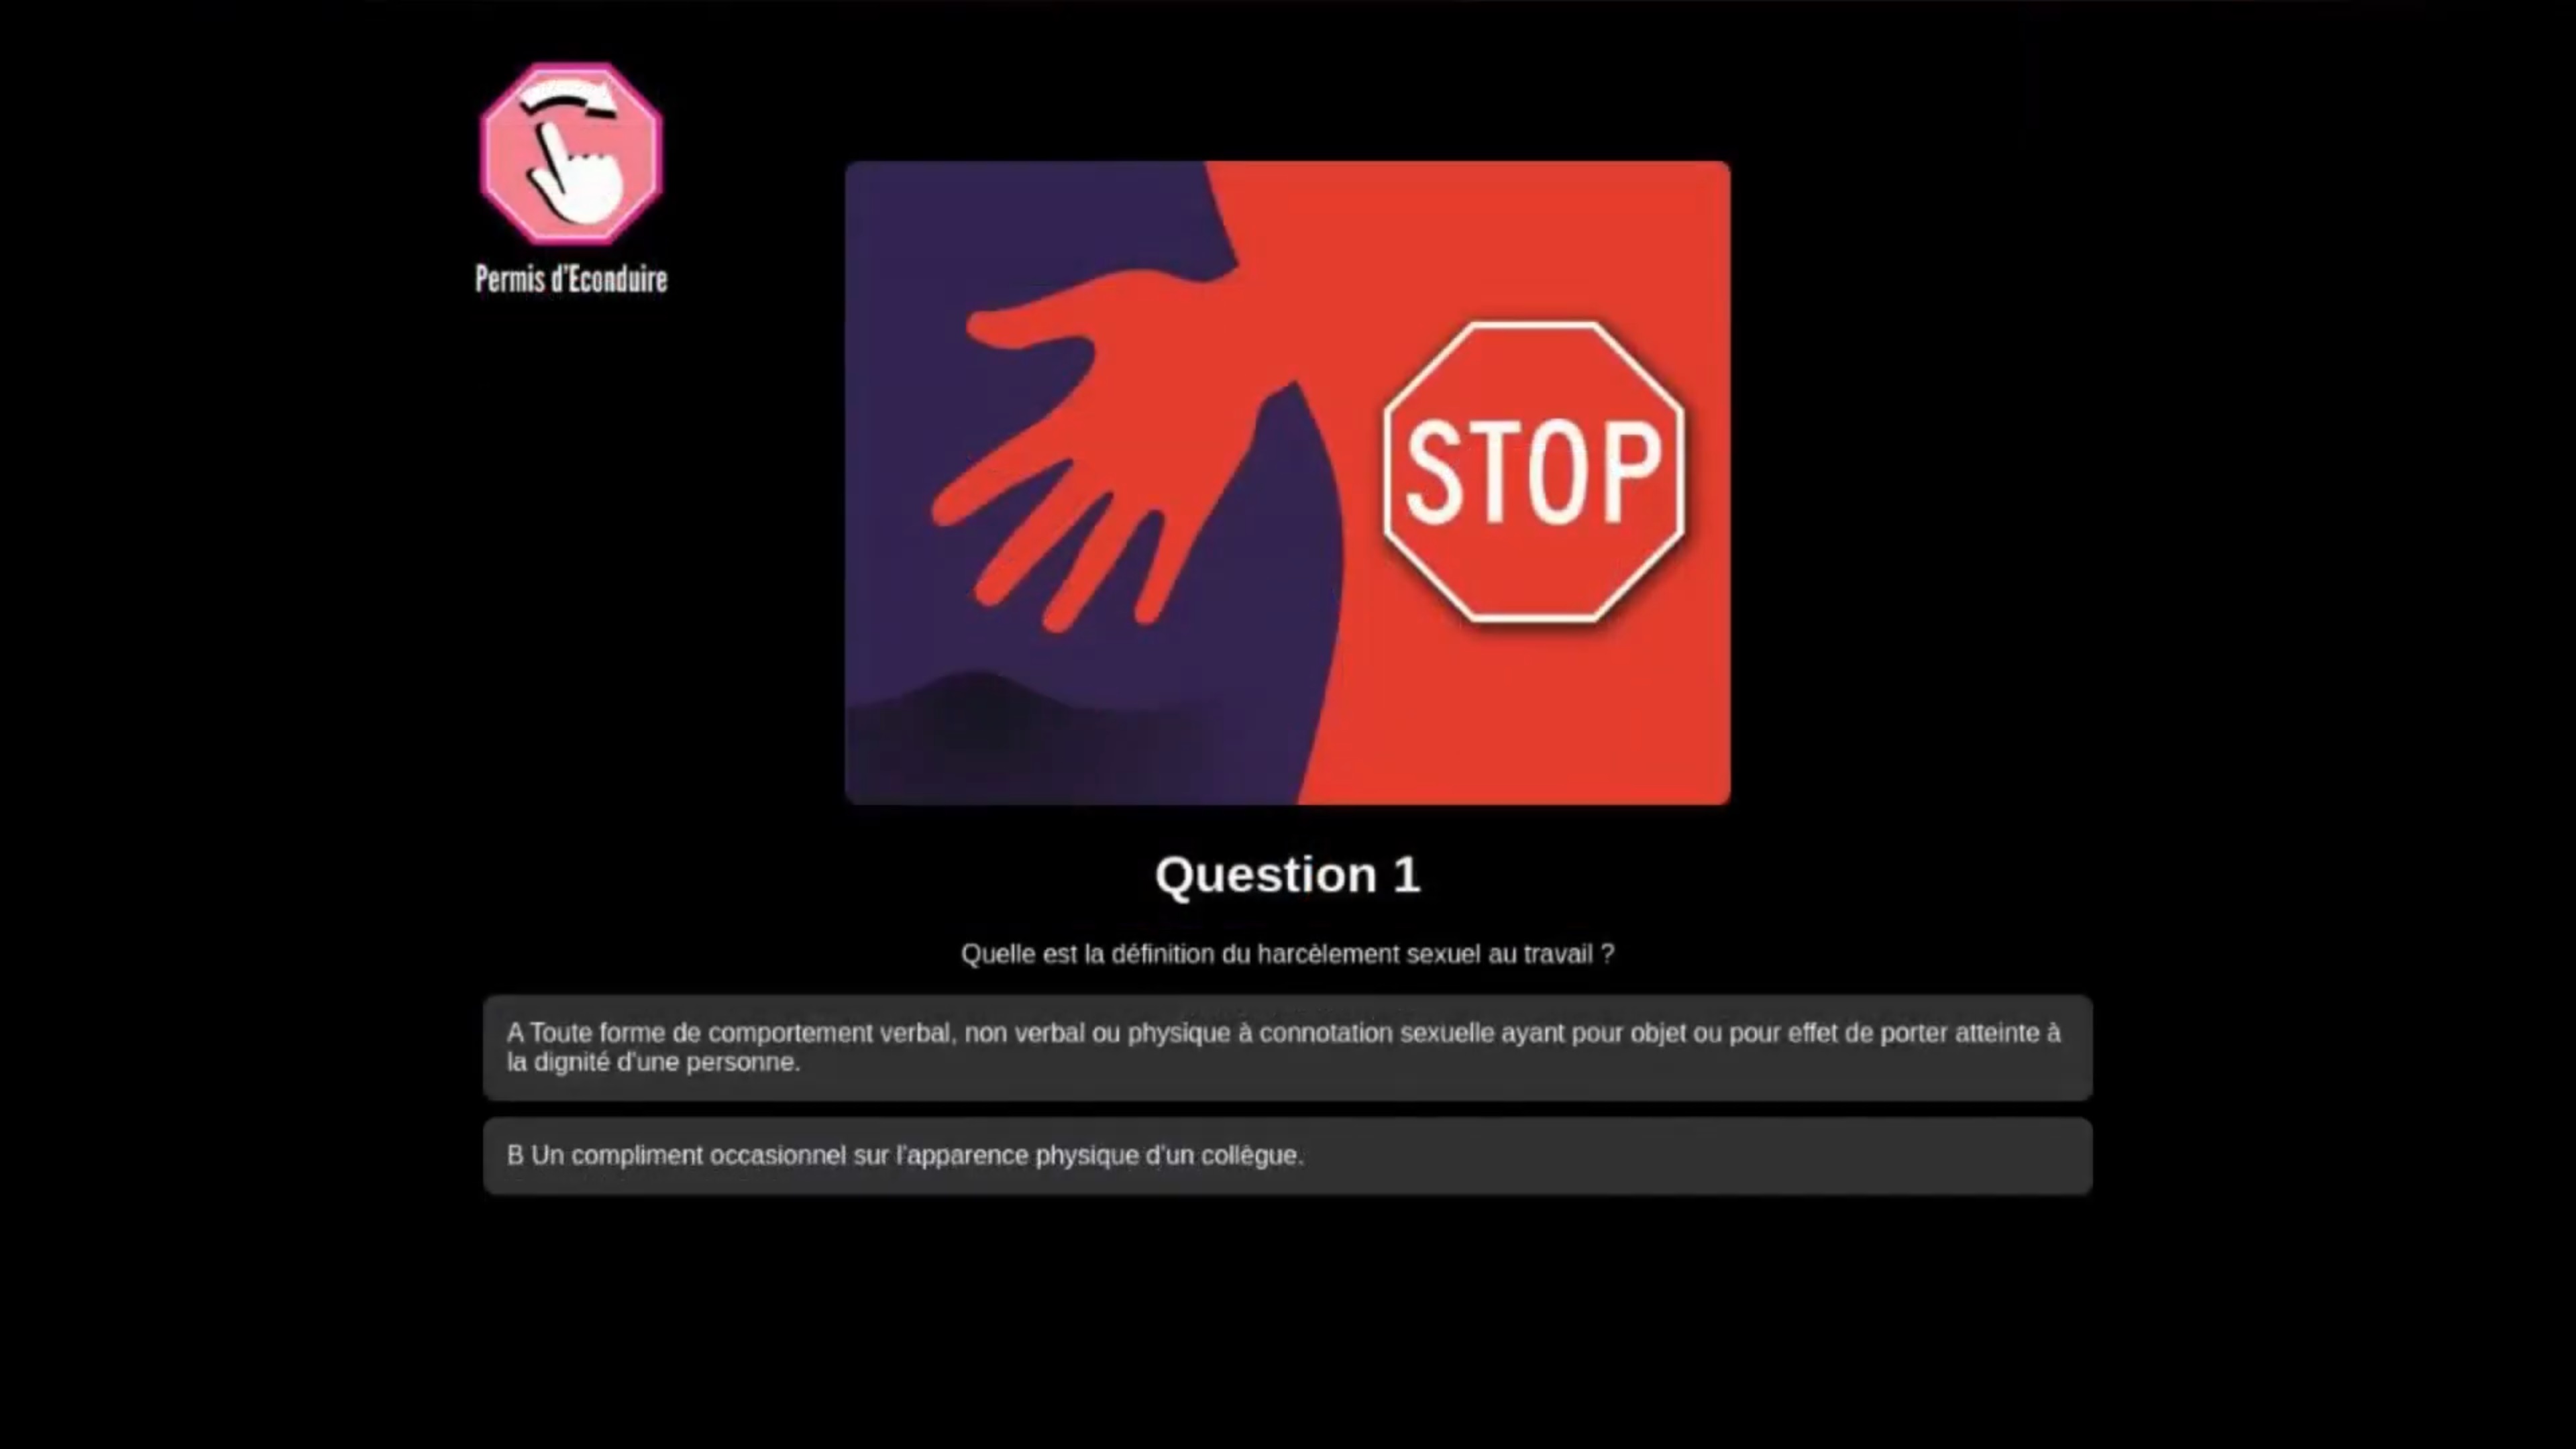 Permis d'Econduire
STOP
Question 1
Quelle est la définition du harcèlement sexuel au travail ?
A Toute forme de comportement verbal, non verbal ou physique à connotation sexuelle ayant pour objet ou pour effet de porter atteinte à
la dignité d'une personne.
B Un compliment occasionnel sur l'apparence physique d'un collègue.